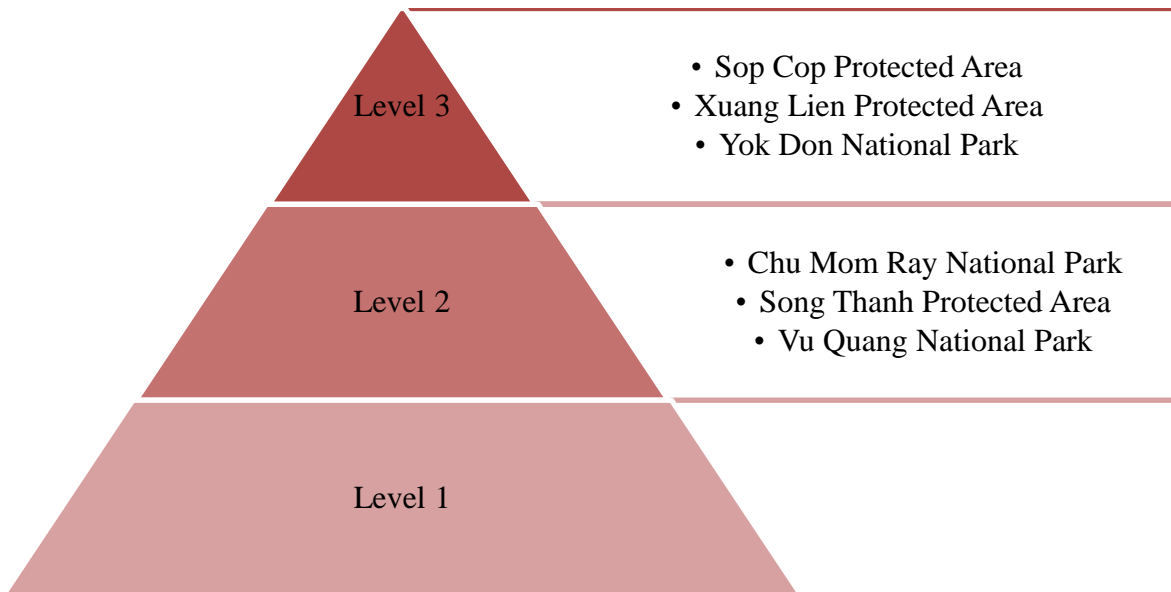 Level 3
• Sop Cop Protected Area
• Xuang Lien Protected Area
• Yok Don National Park
Level 2
• Chu Mom Ray National Park
• Song Thanh Protected Area
• Vu Quang National Park
Level 1